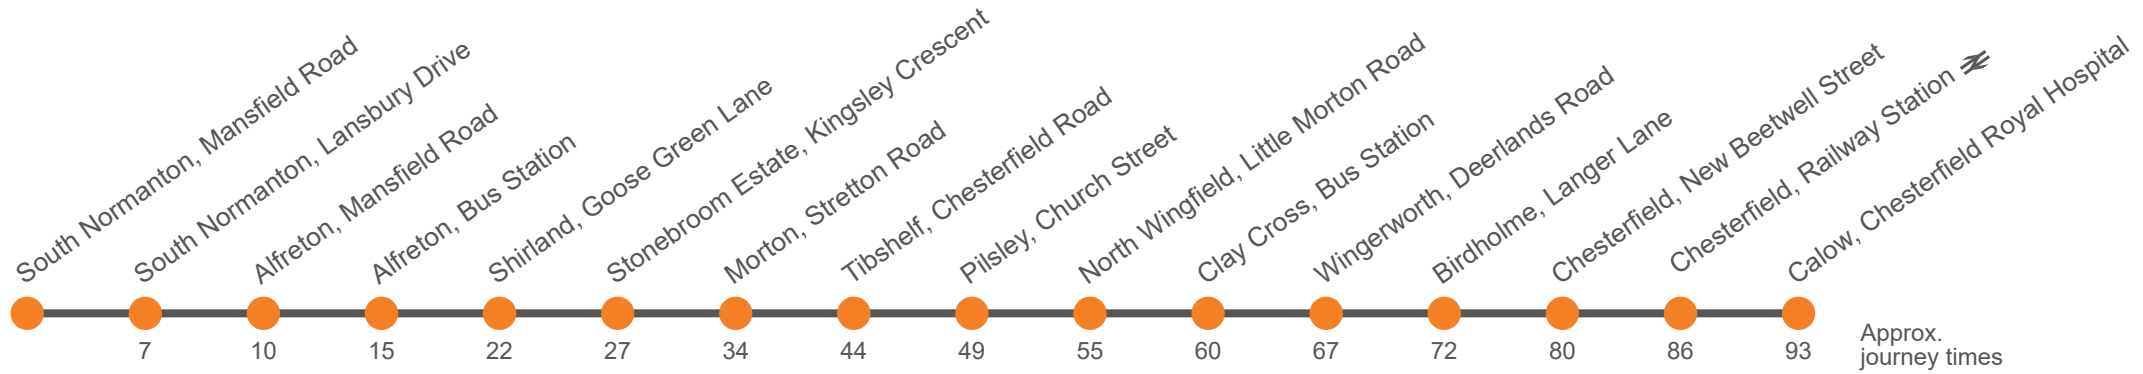 South Normanton, Mansfield Road
South Normanton, Lansbury Drive
Alfreton, Mansfield Road
Alfreton, Bus Station
Shirland, Goose Green Lane
Stonebroom Estate, Kingsley Crescent
Morton, Stretton Road
Tibshelf, Chesterfield Road
Pilsley, Church Street
North Wingfield, Little Morton Road
Clay Cross, Bus Station
Wingerworth, Deerlands Road
Birdholme, Langer Lane
Chesterfield, New Beetwell Street
Chesterfield, Railway Station
Calow, Chesterfield Royal Hospital
7 10 15 22 27 34 44 49 55 60 67 72 80 86 93
Approx.
journey times